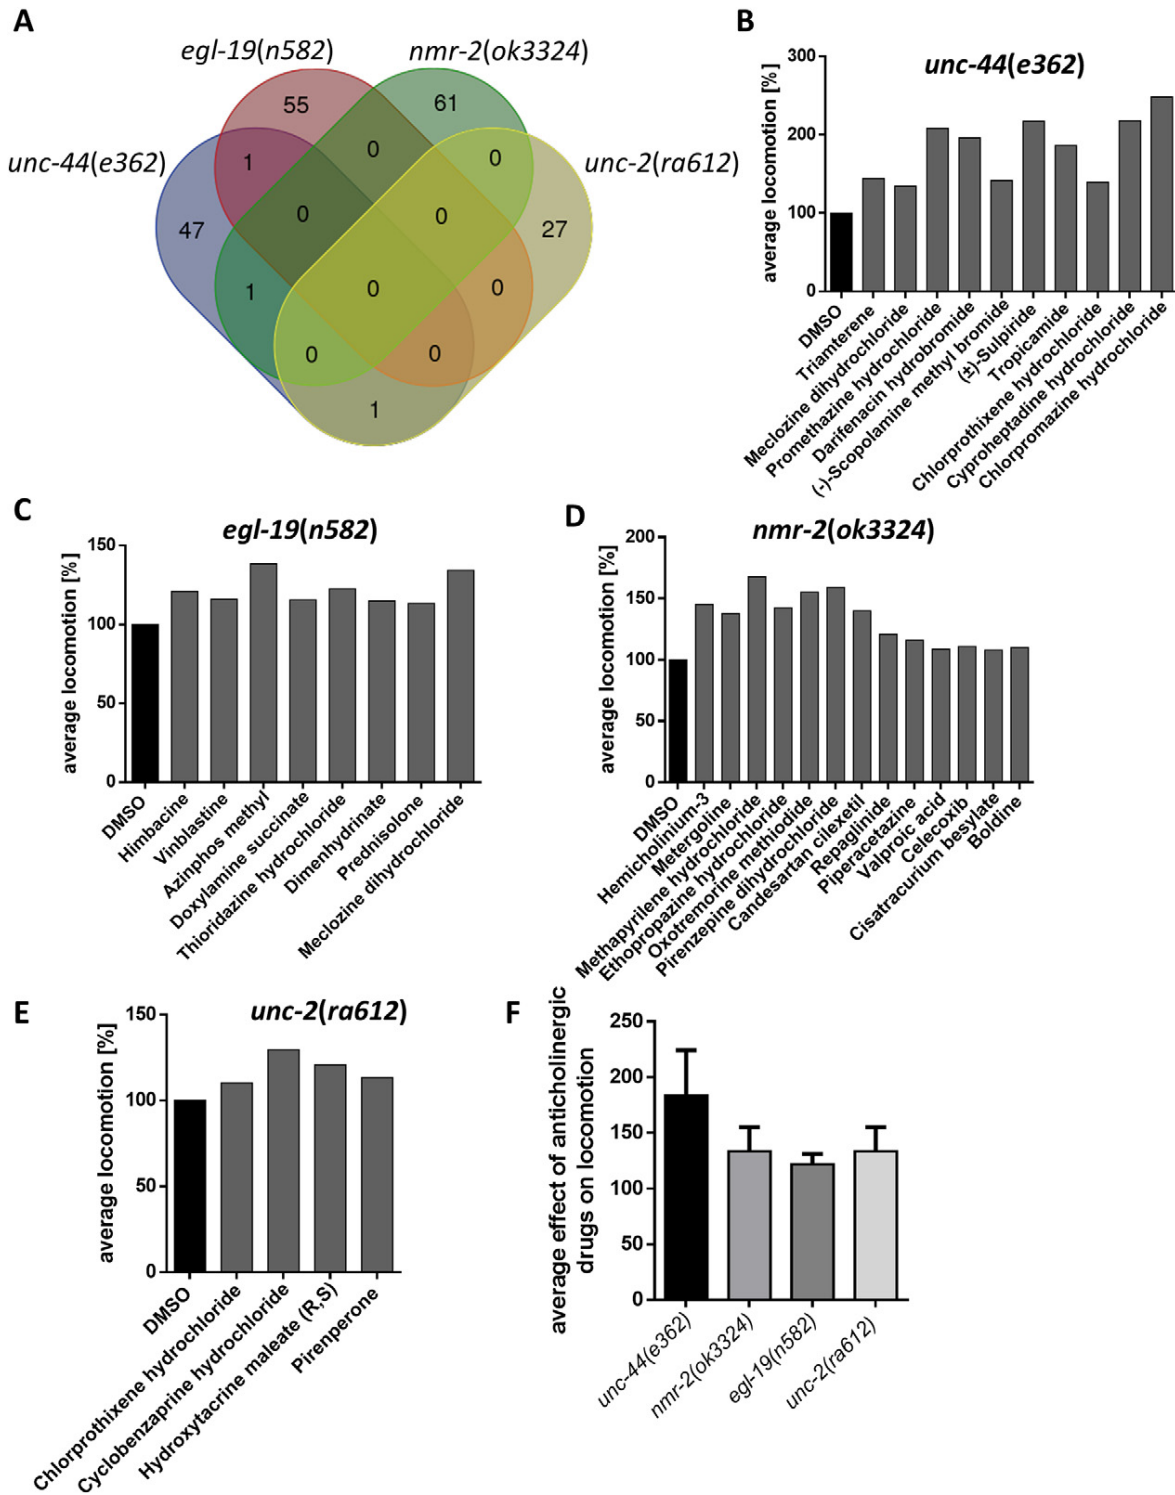 A
egl-19(n582)
nmr-2(ok3324)
unc-44(e362)
unc-2(ra612)
55
61
1
0
0
47
0
0
27
1
0
0
0
0
1
B
unc-44(e362)
average locomotion [%]
300
200
100
0
DMSO
Triamterene
Meclozine dihydrochloride
Promethazine hydrochloride
Darifenacin hydrobromide
(-)-Scopolamine methyl bromide
(±)-Sulpiride
Tropicamide
Chlorprothixene hydrochloride
Cyproheptadine hydrochloride
Chlorpromazine hydrochloride
C
egl-19(n582)
average locomotion [%]
150
100
50
0
DMSO
Himbacine
Vinblastine
Azinphos methyl
Doxylamine succinate
Thioridazine hydrochloride
Dimenhydrinate
Prednisolone
Meclozine dihydrochloride
D
nmr-2(ok3324)
average locomotion [%]
200
150
100
50
0
DMSO
Hemicholinium-3
Metergoline
Methapyrilene hydrochloride
Ethopropazine hydrochloride
Oxotremorine methiodide
Pirenzepine dihydrochloride
Candesartan cilexetil
Repaglinide
Piperacetazine
Valproic acid
Celecoxib
Cisatracurium besylate
Boldine
E
unc-2(ra612)
average locomotion [%]
150
100
50
0
DMSO
Chlorprothixene hydrochloride
Cyclobenzaprine hydrochloride
Hydroxytacrine maleate (R,S)
Pirenperone
F
average effect of anticholinergic
drugs on locomotion
250
200
150
100
50
0
unc-44(e362)
nmr-2(ok3324)
egl-19(n582)
unc-2(ra612)